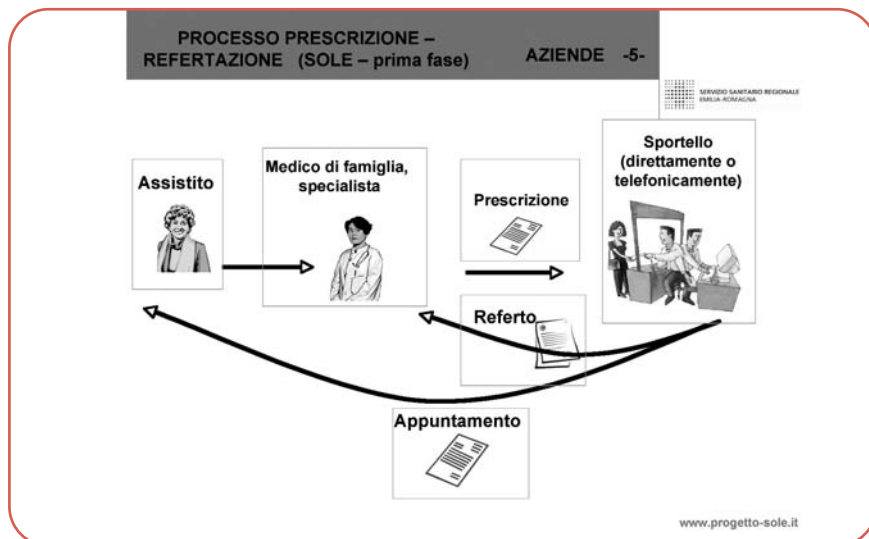 PROCESSO PRESCRIZIONE –
REFERTAZIONE (SOLE – prima fase)
AZIENDE -5-
SERVIZIO SANITARIO REGIONALE
EMILIA-ROMAGNA
Assistito
Medico di famiglia,
specialista
Prescrizione
Sportello
(direttamente o
telefonicamente)
Referto
Appuntamento
www.progetto-sole.it